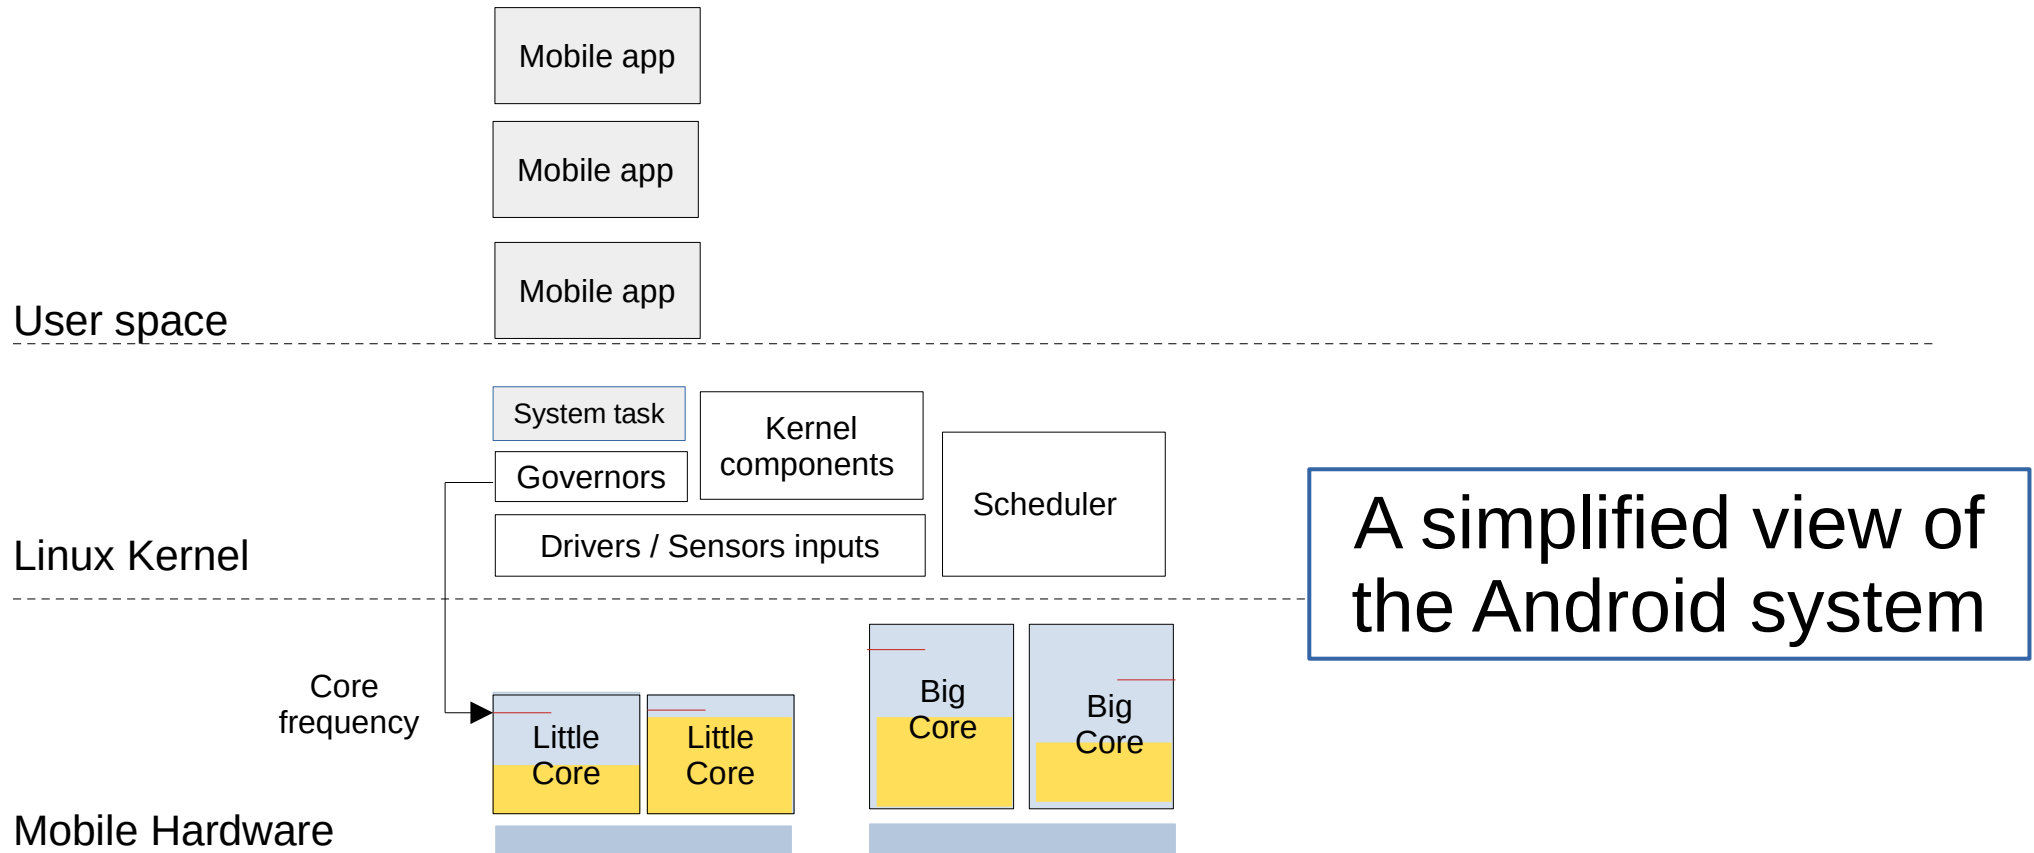 Mobile app
Mobile app
Mobile app
User space
System task
Kernel
components
Governors
Scheduler
Drivers / Sensors inputs
Linux Kernel
A simplified view of
the Android system
Core
frequency
Little
Core
Little
Core
Big
Core
Big
Core
Mobile Hardware